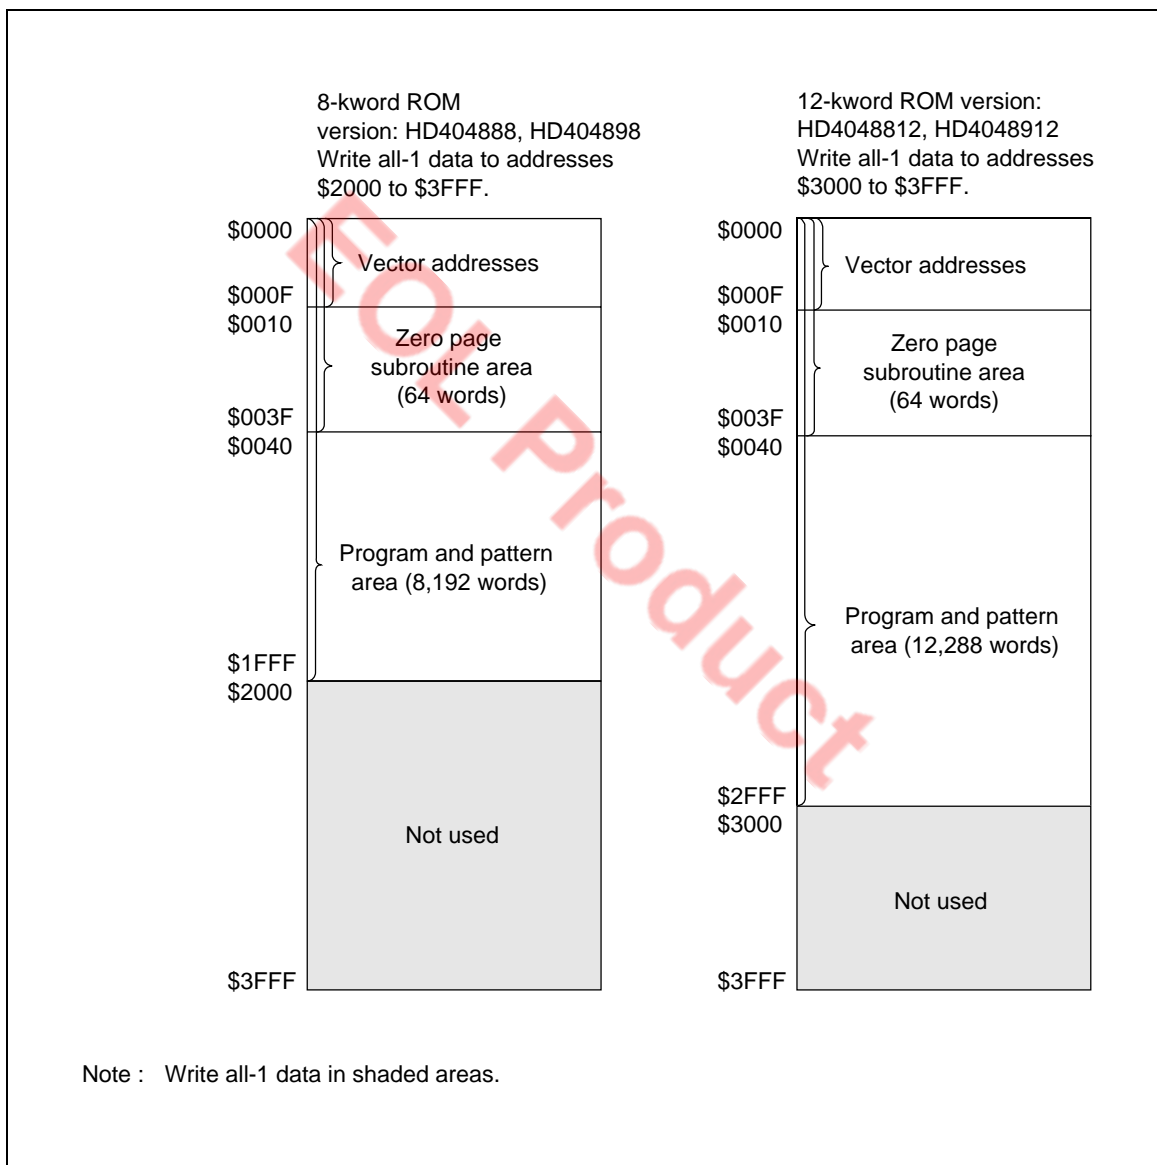 8-kword ROM
version: HD404888, HD404898
Write all-1 data to addresses
$2000 to $3FFF.
$0000
Vector addresses
$000F
$0010
Zero page
subroutine area
(64 words)
$003F
$0040
Program and pattern
area (8,192 words)
$1FFF
$2000
Not used
$3FFF
12-kword ROM version:
HD4048812, HD4048912
Write all-1 data to addresses
$3000 to $3FFF.
$0000
Vector addresses
$000F
$0010
Zero page
subroutine area
(64 words)
$003F
$0040
Program and pattern
area (12,288 words)
$2FFF
$3000
Not used
$3FFF
EOL Product
Note : Write all-1 data in shaded areas.